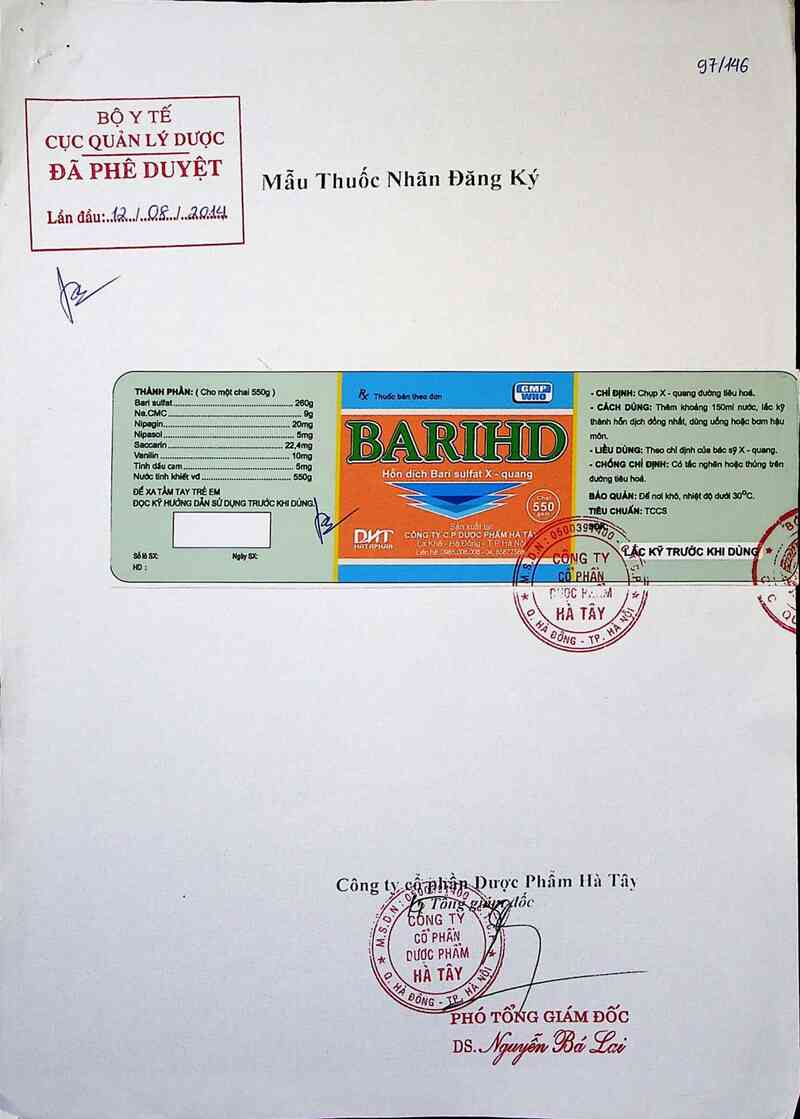 97/146
BỘ Y TẾ
CỤC QUẢN LÝ DƯỢC
ĐÃ PHÊ DUYỆT
Lần đầu:..12../..08../..2014
Mẫu Thuốc Nhãn Đăng Ký
THÀNH PHẦN: ( Cho một chai 550g )
Bari sulfat 260g
Na.CMC 9g
Nipagin 20mg
Nipasol 5mg
Saccarin 22,4mg
Vanilin 10mg
Tinh dầu cam 5mg
Nước tinh khiết vđ 550g
ĐỂ XA TẦM TAY TRẺ EM
ĐỌC KỸ HƯỚNG DẪN SỬ DỤNG TRƯỚC KHI DÙNG
Số lô SX: Ngày SX:
HD :
Rx Thuốc bán theo đơn
GMP
WHO
BARIHD
Hỗn dịch Bari sulfat X - quang
Chai
550
gam
Sản xuất tại:
DHT
HATAPHAR
CÔNG TY C.P DƯỢC PHẨM HÀ TÂY
La Khê - Hà Đông - T.P Hà Nội
- CHỈ ĐỊNH: Chụp X - quang đường tiêu hoá.
- CÁCH DÙNG: Thêm khoảng 150ml nước, lắc kỹ
thành hỗn dịch đồng nhất, dùng uống hoặc bơm hậu
môn.
- LIỀU DÙNG: Theo chỉ định của bác sỹ X - quang.
- CHỐNG CHỈ ĐỊNH: Có tắc nghẽn hoặc thủng trên
đường tiêu hoá.
BẢO QUẢN: Để nơi khô, nhiệt độ dưới 30°C.
TIÊU CHUẨN: TCCS
SĐK:
LẮC KỸ TRƯỚC KHI DÙNG
CÔNG TY
CỔ PHẦN
DƯỢC PHẨM
HÀ TÂY
Q. HÀ ĐÔNG - TP. HÀ NỘI
Công ty cổ phần Dược Phẩm Hà Tây
Tổng giám đốc
CÔNG TY
CỔ PHẦN
DƯỢC PHẨM
HÀ TÂY
PHÓ TỔNG GIÁM ĐỐC
DS. Nguyễn Bá Lai